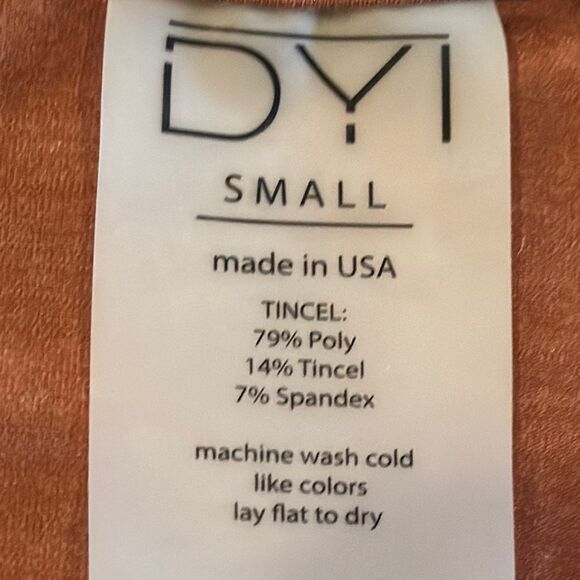 DYI
SMALL
made in USA
TINCEL:
79% Poly
14% Tincel
7% Spandex
machine wash cold
like colors
lay flat to dry